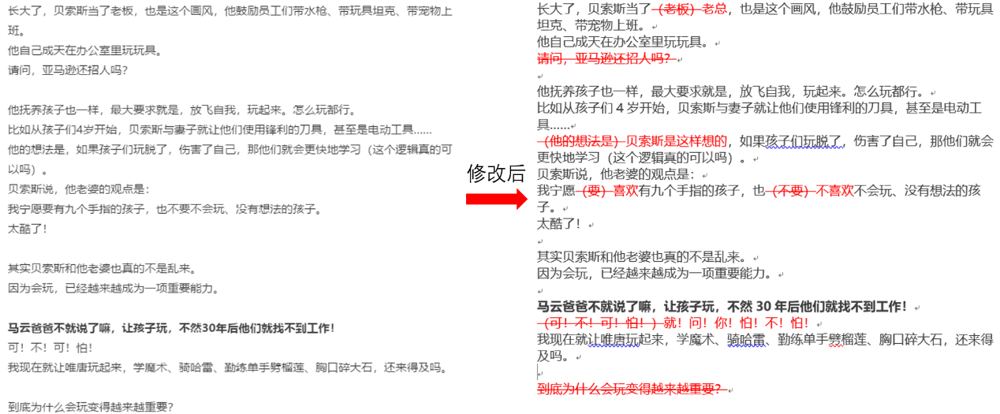 长大了，贝索斯当了老板，也是这个画风，他鼓励员工们带水枪、带玩具坦克、带宠物上
班。
他自己成天在办公室里玩玩具。
请问，亚马逊还招人吗？
他抚养孩子也一样，最大要求就是，放飞自我，玩起来。怎么玩都行。
比如从孩子们4岁开始，贝索斯与妻子就让他们使用锋利的刀具，甚至是电动工具……
他的想法是，如果孩子们玩脱了，伤害了自己，那他们就会更快地学习（这个逻辑真的可
以吗）。
贝索斯说，他老婆的观点是：
我宁愿要有九个手指的孩子，也不要不会玩、没有想法的孩子。
太酷了！
其实贝索斯和他老婆也真的不是乱来。
因为会玩，已经越来越成为一项重要能力。
马云爸爸不就说了嘛，让孩子玩，不然30年后他们就找不到工作！
可！不！可！怕！
我现在就让唯唐玩起来，学魔术、骑哈雷、勤练单手劈榴莲、胸口碎大石，还来得及吗。
到底为什么会玩变得越来越重要？
修改后
长大了，贝索斯当了（老板）老总，也是这个画风，他鼓励员工们带水枪、带玩具
坦克、带宠物上班。
他自己成天在办公室里玩玩具。
请问，亚马逊还招人吗？
他抚养孩子也一样，最大要求就是，放飞自我，玩起来。怎么玩都行。
比如从孩子们 4 岁开始，贝索斯与妻子就让他们使用锋利的刀具，甚至是电动工
具……
（他的想法是）贝索斯是这样想的，如果孩子们玩脱了，伤害了自己，那他们就会
更快地学习（这个逻辑真的可以吗）。
贝索斯说，他老婆的观点是：
我宁愿（要）喜欢有九个手指的孩子，也（不要）不喜欢不会玩、没有想法的孩
子。
太酷了！
其实贝索斯和他老婆也真的不是乱来。
因为会玩，已经越来越成为一项重要能力。
马云爸爸不就说了嘛，让孩子玩，不然 30 年后他们就找不到工作！
（可！不！可！怕！）就！问！你！怕！不！怕！
我现在就让唯唐玩起来，学魔术、骑哈雷、勤练单手劈榴莲、胸口碎大石，还来得
及吗。
到底为什么会玩变得越来越重要？